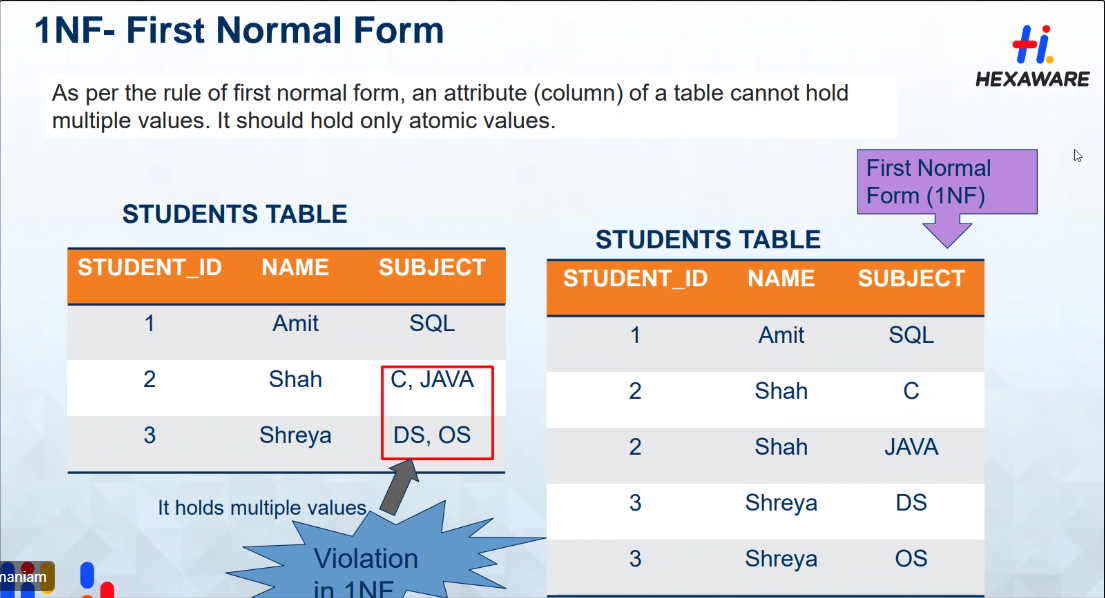 1NF- First Normal Form
HEXAWARE
As per the rule of first normal form, an attribute (column) of a table cannot hold
multiple values. It should hold only atomic values.
First Normal
Form (1NF)
STUDENTS TABLE
STUDENT_ID NAME SUBJECT
1 Amit SQL
2 Shah C, JAVA
3 Shreya DS, OS
It holds multiple values
Violation
in 1NF
STUDENTS TABLE
STUDENT_ID NAME SUBJECT
1 Amit SQL
2 Shah C
2 Shah JAVA
3 Shreya DS
3 Shreya OS
maniam